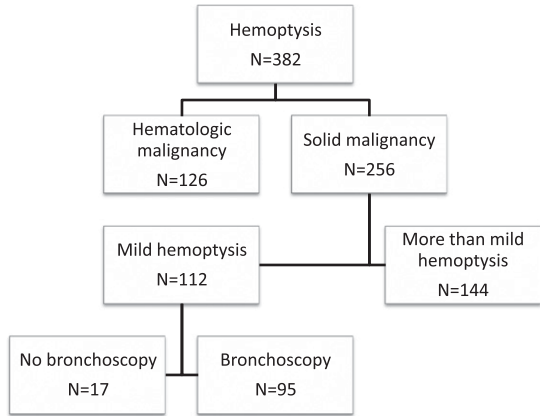 Hemoptysis
N=382
Hematologic
malignancy
N=126
Solid malignancy
N=256
Mild hemoptysis
N=112
More than mild
hemoptysis
N=144
No bronchoscopy
N=17
Bronchoscopy
N=95